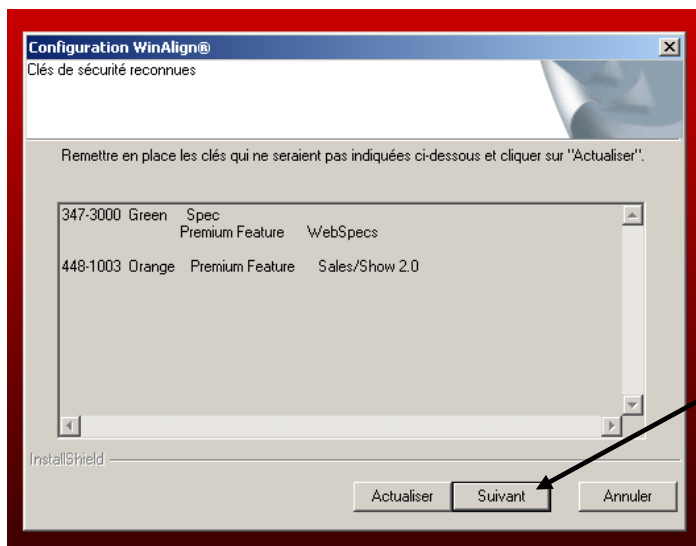 Configuration WinAlign®
Clés de sécurité reconnues
Remettre en place les clés qui ne seraient pas indiquées ci-dessous et cliquer sur "Actualiser".
347-3000 Green Spec
Premium Feature WebSpecs
448-1003 Orange Premium Feature Sales/Show 2.0
InstallShield
Actualiser Suivant Annuler